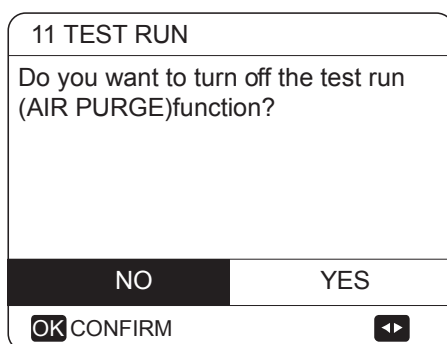 11 TEST RUN
Do you want to turn off the test run
(AIR PURGE)function?
NO YES
OK CONFIRM